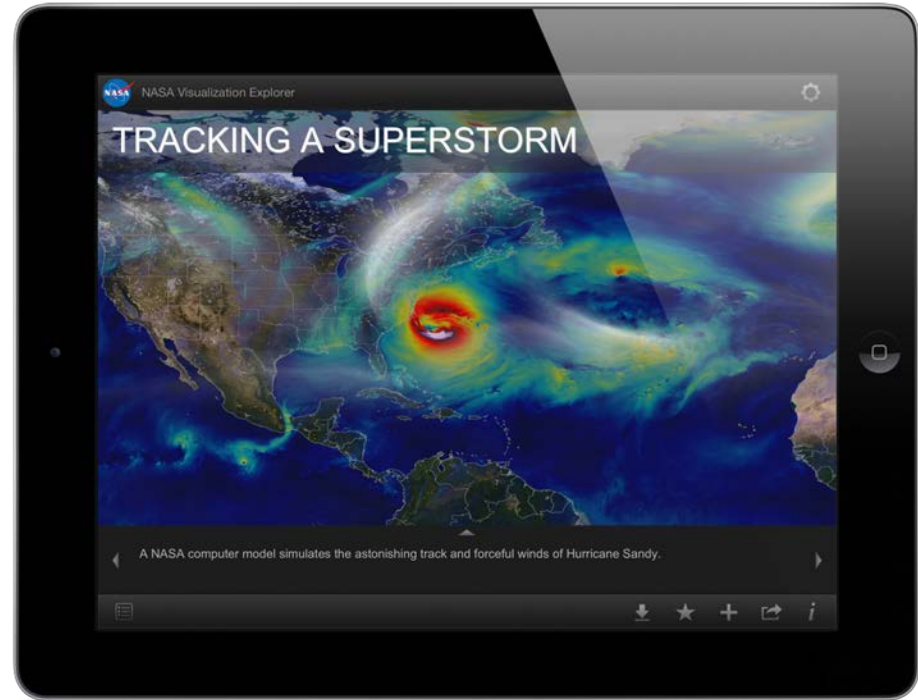 NASA
NASA Visualization Explorer
TRACKING A SUPERSTORM
A NASA computer model simulates the astonishing track and forceful winds of Hurricane Sandy.
i